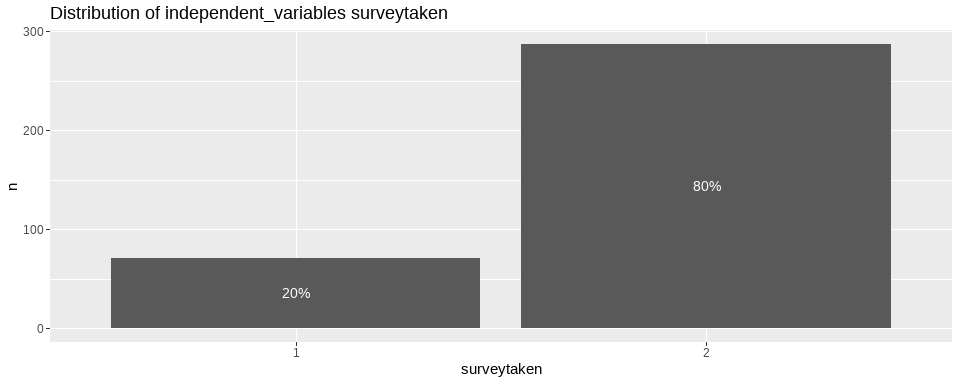 Distribution of independent_variables surveytaken
300
200
100
0
n
20%
80%
1
2
surveytaken